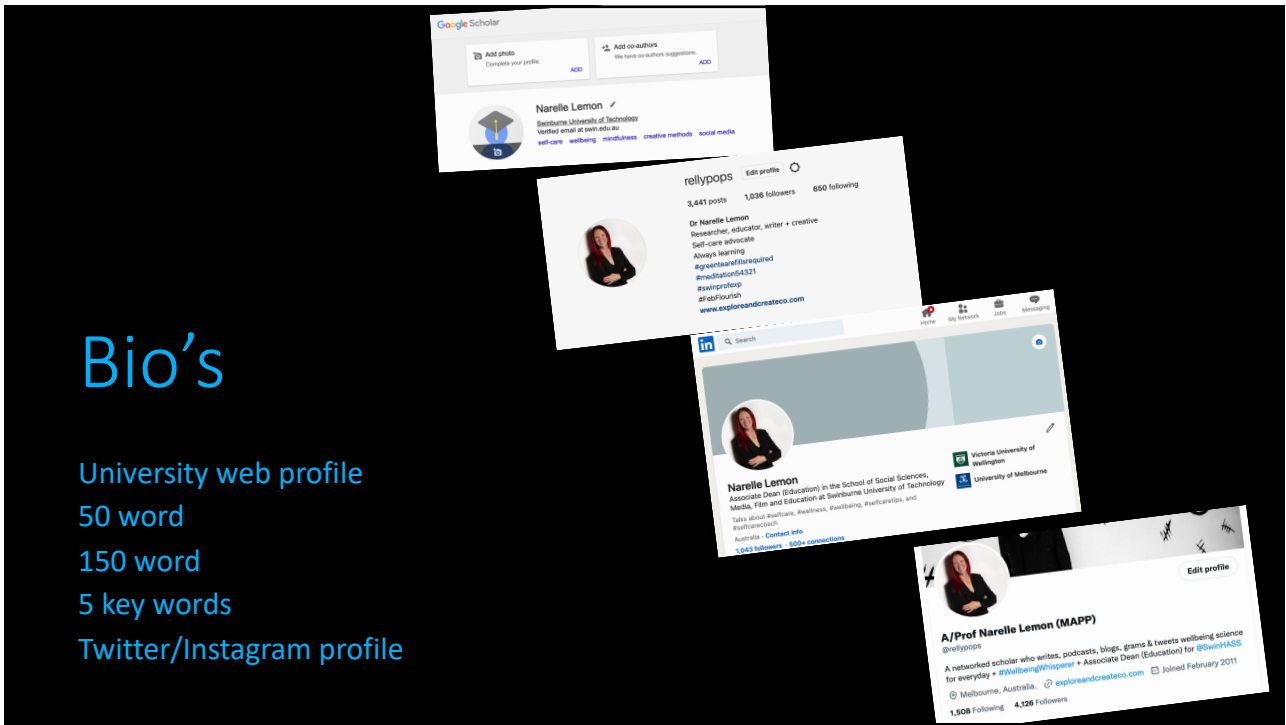 Bio's
University web profile
50 word
150 word
5 key words
Twitter/Instagram profile
Google Scholar
Add photo
Complete your profile.
ADD
Add co-authors
We have co-authors suggestions.
ADD
Narelle Lemon
Swinburne University of Technology
Verified email at swin.edu.au
self-care wellbeing mindfulness creative methods social media
rellypops Edit profile
3,441 posts 1,036 followers 650 following
Dr Narelle Lemon
Researcher, educator, writer + creative
Self-care advocate
Always learning
#greentearefillsrequired
#meditation54321
#swinprofexp
#FebFlourish
www.exploreandcreateco.com
in Search
Home My Network Jobs Messaging
Narelle Lemon
Associate Dean (Education) in the School of Social Sciences,
Media, Film and Education at Swinburne University of Technology
Talks about #selfcare, #wellness, #wellbeing, #selfcaretips, and
#selfcarecoach
Australia · Contact info
1,043 followers · 500+ connections
Victoria University of
Wellington
University of Melbourne
Edit profile
A/Prof Narelle Lemon (MAPP)
@rellypops
A networked scholar who writes, podcasts, blogs, grams & tweets wellbeing science
for everyday + #WellbeingWhisperer + Associate Dean (Education) for @SwinHASS
Melbourne, Australia. exploreandcreateco.com Joined February 2011
1,508 Following 4,126 Followers